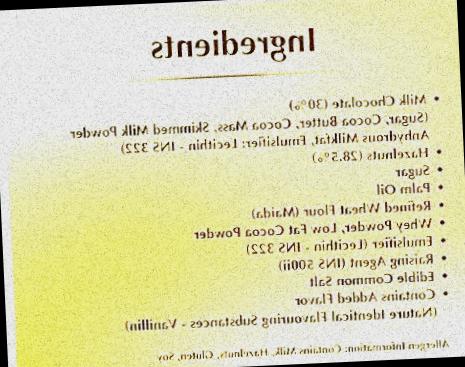 Ingredients
• Milk Chocolate (30%)
(Sugar, Cocoa Butter, Cocoa Mass, Skimmed Milk Powder
Anhydrous Milkfat, Emulsifier: Lecithin - INS 322)
• Hazelnuts (28.5%)
• Sugar
• Palm Oil
• Refined Wheat Flour (Maida)
• Whey Powder, Low Fat Cocoa Powder
• Emulsifier (Lecithin - INS 322)
• Raising Agent (INS 500ii)
• Edible Common Salt
• Contains Added Flavor
(Nature Identical Flavouring Substances - Vanillin)
Allergen Information: Contains Milk, Hazelnuts, Gluten, Soy